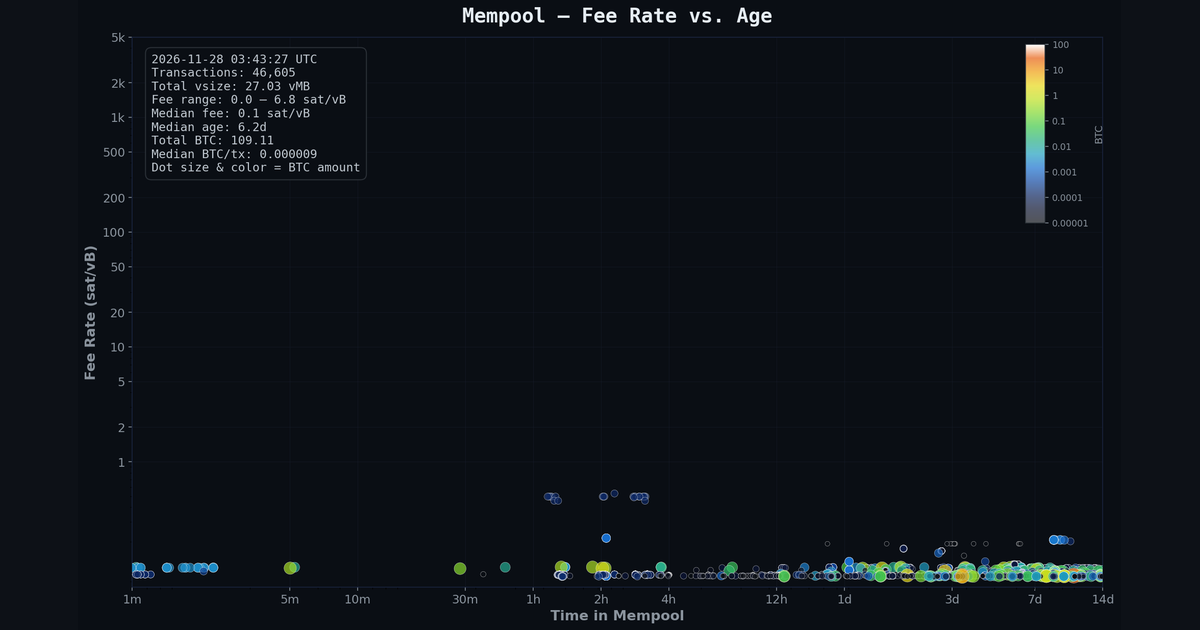 Mempool — Fee Rate vs. Age
5k
2k
1k
500
200
100
50
20
10
5
2
1
Fee Rate (sat/vB)
2026-11-28 03:43:27 UTC
Transactions: 46,605
Total vsize: 27.03 vMB
Fee range: 0.0 – 6.8 sat/vB
Median fee: 0.1 sat/vB
Median age: 6.2d
Total BTC: 109.11
Median BTC/tx: 0.000009
Dot size & color = BTC amount
100
10
1
0.1
0.01
0.001
0.0001
0.00001
BTC
1m 5m 10m 30m 1h 2h 4h 12h 1d 3d 7d 14d
Time in Mempool